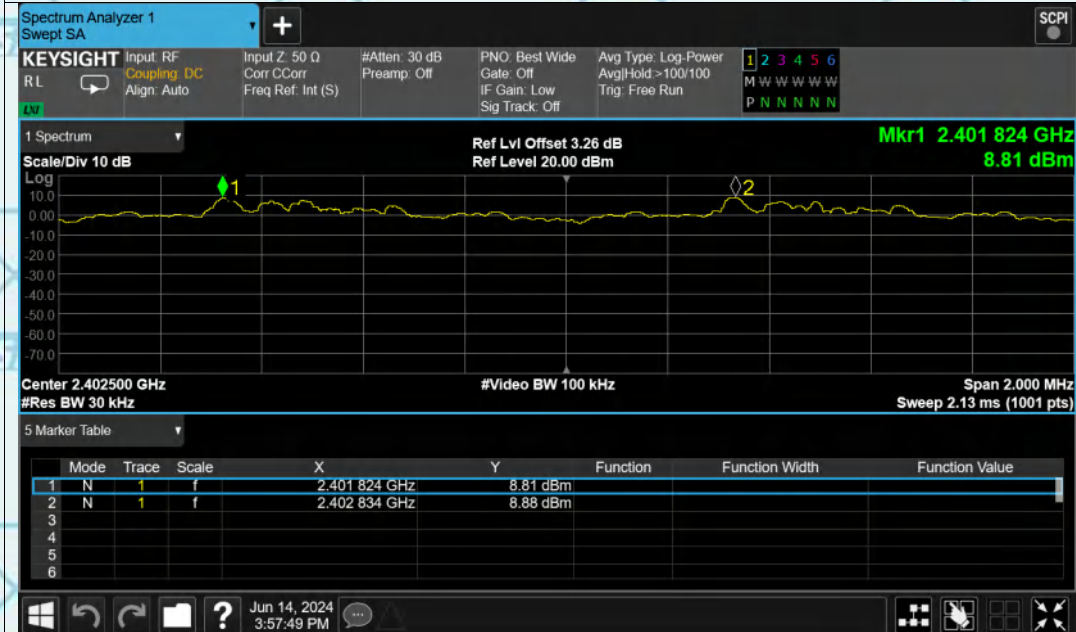 Spectrum Analyzer 1
Swept SA
+
SCPI
KEYSIGHT Input: RF Input Z: 50 Ω #Atten: 30 dB PNO: Best Wide Avg Type: Log-Power 1 2 3 4 5 6
RL Coupling: DC Corr CCorr Preamp: Off Gate: Off Avg|Hold:>100/100 M W W W W W
Align: Auto Freq Ref: Int (S) IF Gain: Low Trig: Free Run
LXI Sig Track: Off P N N N N N
1 Spectrum Ref Lvl Offset 3.26 dB Mkr1 2.401 824 GHz
Scale/Div 10 dB Ref Level 20.00 dBm 8.81 dBm
Log
1 2
10.0
0.00
-10.0
-20.0
-30.0
-40.0
-50.0
-60.0
-70.0
Center 2.402500 GHz #Video BW 100 kHz Span 2.000 MHz
#Res BW 30 kHz Sweep 2.13 ms (1001 pts)
5 Marker Table
Mode Trace Scale X Y Function Function Width Function Value
1 N 1 f 2.401 824 GHz 8.81 dBm
2 N 1 f 2.402 834 GHz 8.88 dBm
3
4
5
6
? Jun 14, 2024
3:57:49 PM